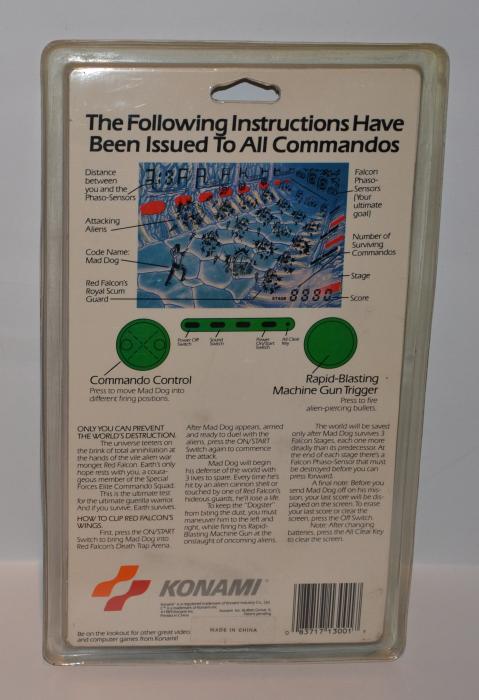 The Following Instructions Have
Been Issued To All Commandos
Distance
between
you and the
Phaso-Sensors
Attacking
Aliens
Code Name:
Mad Dog
Red Falcon's
Royal Scum
Guard
Falcon
Phaso-
Sensors
(Your
ultimate
goal)
Number of
Surviving
Commandos
Stage
Score
STAGE
Power Off
Switch
Sound
Switch
Power
On/Start
Switch
All Clear
Key
Commando Control
Press to move Mad Dog into
different firing positions.
Rapid-Blasting
Machine Gun Trigger
Press to fire
alien-piercing bullets.
ONLY YOU CAN PREVENT
THE WORLD'S DESTRUCTION.
The universe teeters on
the brink of total annihilation at
the hands of the vile alien war
monger, Red Falcon. Earth's only
hope rests with you, a coura-
geous member of the Special
Forces Elite Commando Squad.
This is the ultimate test
for the ultimate guerilla warrior.
And if you survive, Earth survives.
HOW TO CLIP RED FALCON'S
WINGS.
First, press the ON/START
Switch to bring Mad Dog into
Red Falcon's Death Trap Arena.
After Mad Dog appears, armed
and ready to duel with the
aliens, press the ON/START
Switch again to commence
the attack.
Mad Dog will begin
his defense of the world with
3 lives to spare. Every time he's
hit by an alien cannon shell or
touched by one of Red Falcon's
hideous guards, he'll lose a life.
To keep the "Dogster"
from biting the dust, you must
maneuver him to the left and
right, while firing his Rapid-
Blasting Machine Gun at the
onslaught of oncoming aliens.
The world will be saved
only after Mad Dog survives 3
Falcon Stages, each one more
deadly than its predecessor. At
the end of each stage there's a
Falcon Phaso-Sensor that must
be destroyed before you can
press forward.
A final note: Before you
send Mad Dog off on his mis-
sion, your last score will be dis-
played on the screen. To erase
your last score or clear the
screen, press the Off Switch.
Note: After changing
batteries, press the All Clear Key
to clear the screen.
KONAMI®
Konami® is a registered trademark of Konami Industry Co., Ltd.
Printed in China
Patent pending
MADE IN CHINA
Be on the lookout for other great video
and computer games from Konami!
0 83717 13001